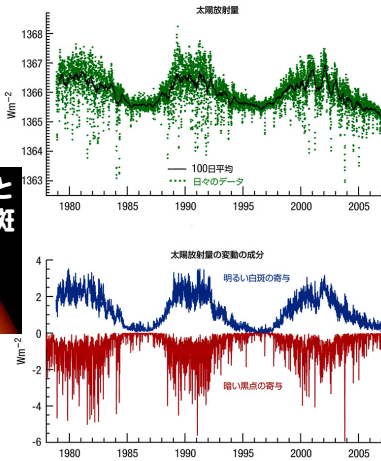 太陽放射量
1368
1367
1366
1365
1364
1363
Wm−2
100日平均
日々のデータ
1980
1985
1990
1995
2000
2005
と
斑
太陽放射量の変動の成分
4
2
0
-2
-4
-6
Wm−2
明るい白斑の寄与
暗い黒点の寄与
1980
1985
1990
1995
2000
2005